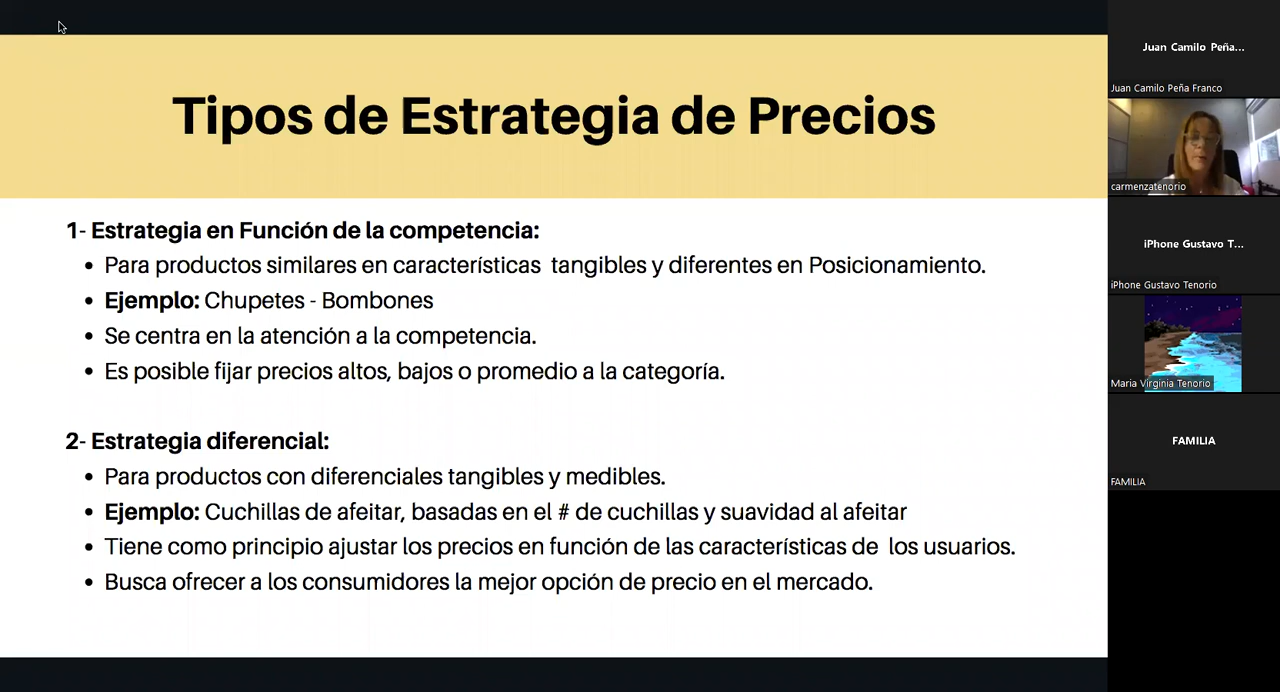 Tipos de Estrategia de Precios
1- Estrategia en Función de la competencia:
• Para productos similares en características tangibles y diferentes en Posicionamiento.
• Ejemplo: Chupetes - Bombones
• Se centra en la atención a la competencia.
• Es posible fijar precios altos, bajos o promedio a la categoría.
2- Estrategia diferencial:
• Para productos con diferenciales tangibles y medibles.
• Ejemplo: Cuchillas de afeitar, basadas en el # de cuchillas y suavidad al afeitar
• Tiene como principio ajustar los precios en función de las características de los usuarios.
• Busca ofrecer a los consumidores la mejor opción de precio en el mercado.
Juan Camilo Peña...
Juan Camilo Peña Franco
carmenzatenorio
iPhone Gustavo T...
iPhone Gustavo Tenorio
Maria Virginia Tenorio
FAMILIA
FAMILIA